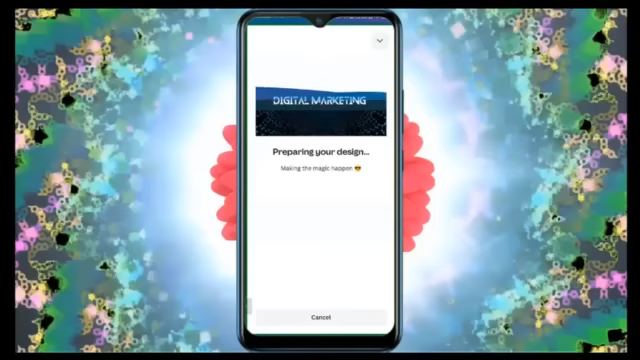 DIGITAL MARKETING
Preparing your design...
Making the magic happen 😎
Cancel